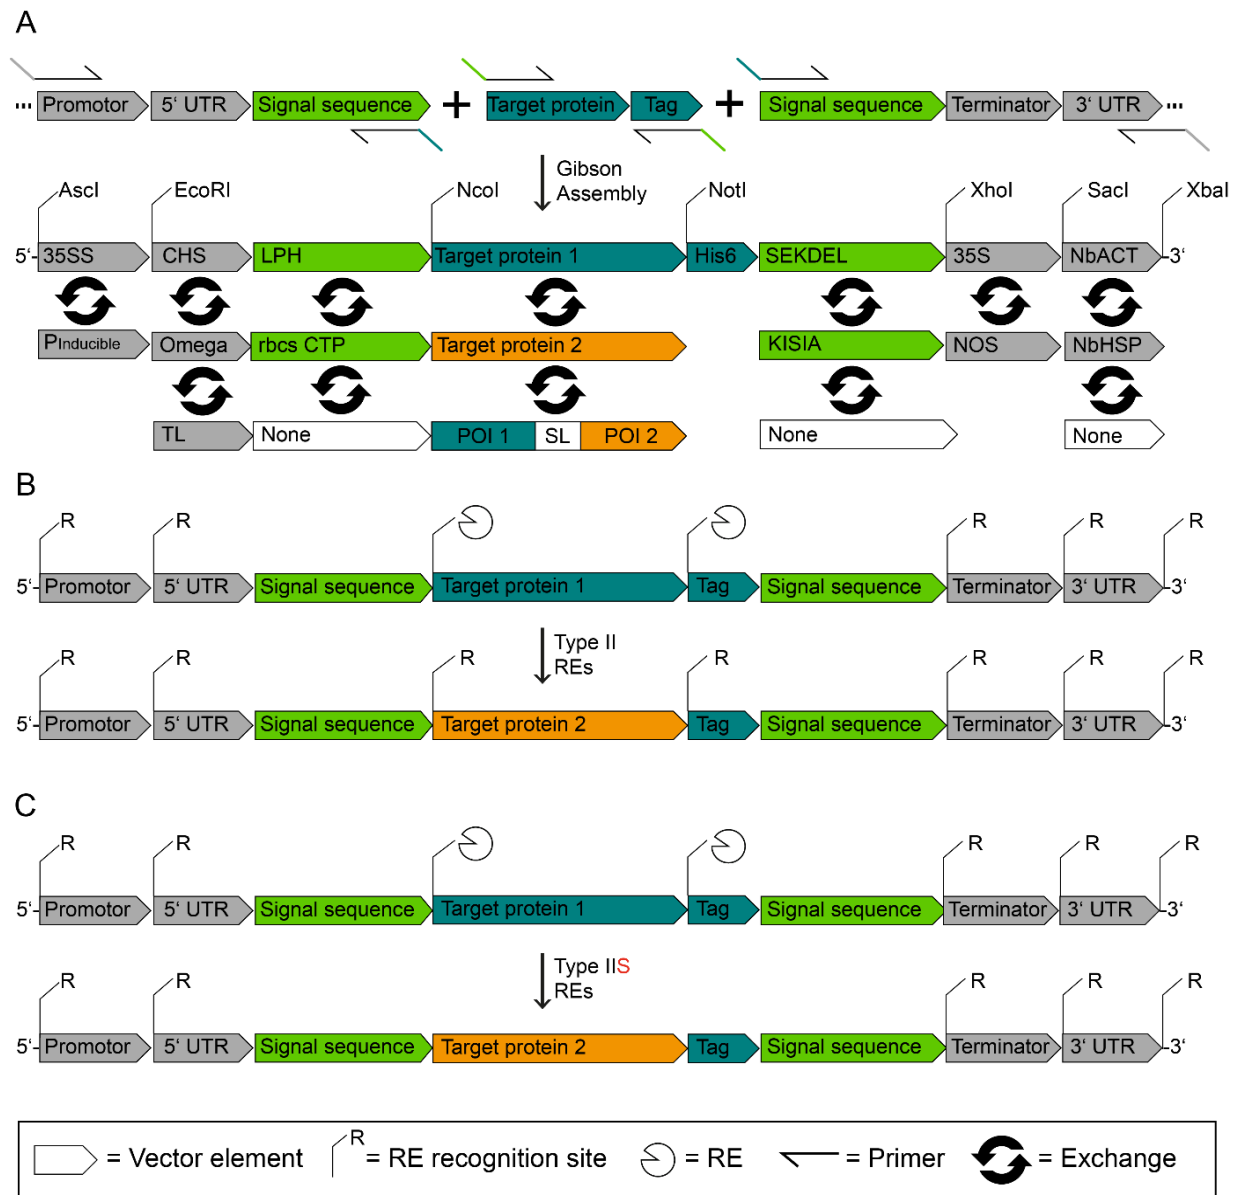 A
... Promotor 5‘ UTR Signal sequence + Target protein Tag + Signal sequence Terminator 3‘ UTR ...
Gibson
Assembly
AscI EcoRI NcoI NotI XhoI SacI XbaI
5‘- 35SS CHS LPH Target protein 1 His6 SEKDEL 35S NbACT -3‘
PInducible Omega rbcs CTP Target protein 2 KISIA NOS NbHSP
TL None POI 1 SL POI 2 None None
B
R R R R R
5‘- Promotor 5‘ UTR Signal sequence Target protein 1 Tag Signal sequence Terminator 3‘ UTR -3‘
Type II
REs
R R R R R R R
5‘- Promotor 5‘ UTR Signal sequence Target protein 2 Tag Signal sequence Terminator 3‘ UTR -3‘
C
R R R R R
5‘- Promotor 5‘ UTR Signal sequence Target protein 1 Tag Signal sequence Terminator 3‘ UTR -3‘
Type IIS
REs
R R R R R
5‘- Promotor 5‘ UTR Signal sequence Target protein 2 Tag Signal sequence Terminator 3‘ UTR -3‘
= Vector element R = RE recognition site = RE = Primer = Exchange